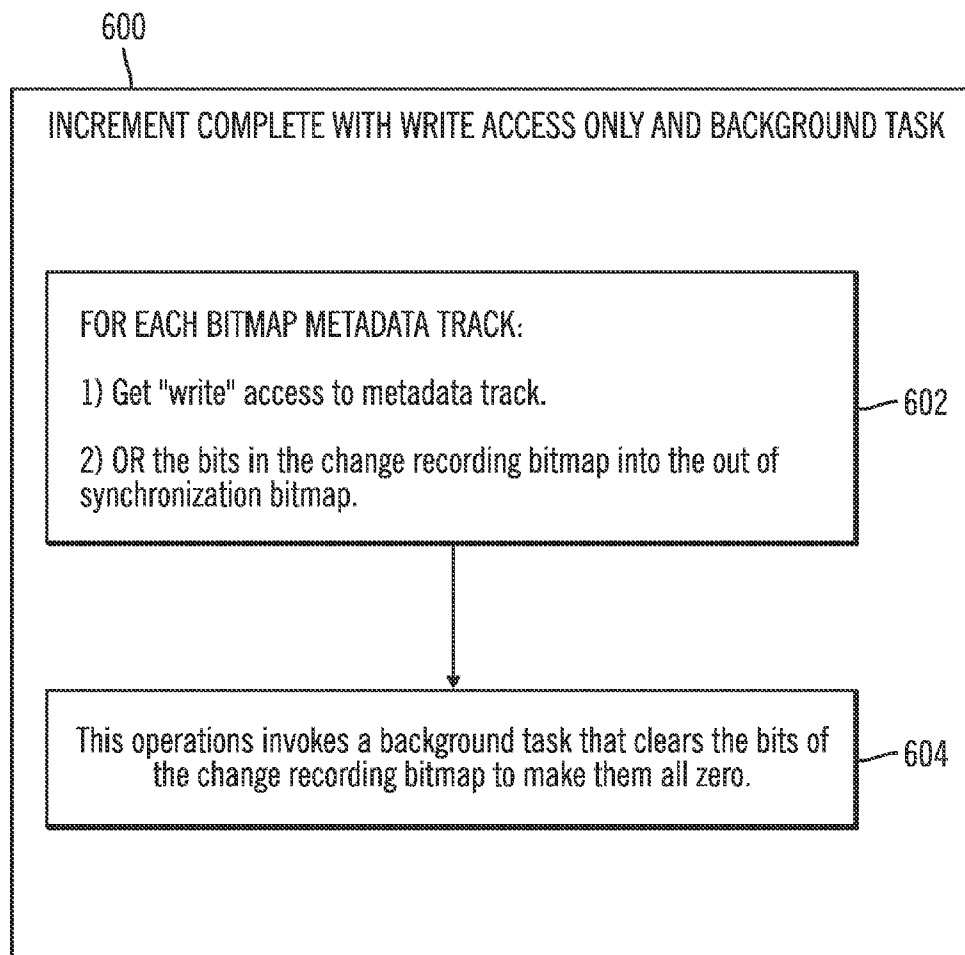 600
INCREMENT COMPLETE WITH WRITE ACCESS ONLY AND BACKGROUND TASK
FOR EACH BITMAP METADATA TRACK:
1) Get "write" access to metadata track.
2) OR the bits in the change recording bitmap into the out of
synchronization bitmap.
602
This operations invokes a background task that clears the bits of
the change recording bitmap to make them all zero.
604